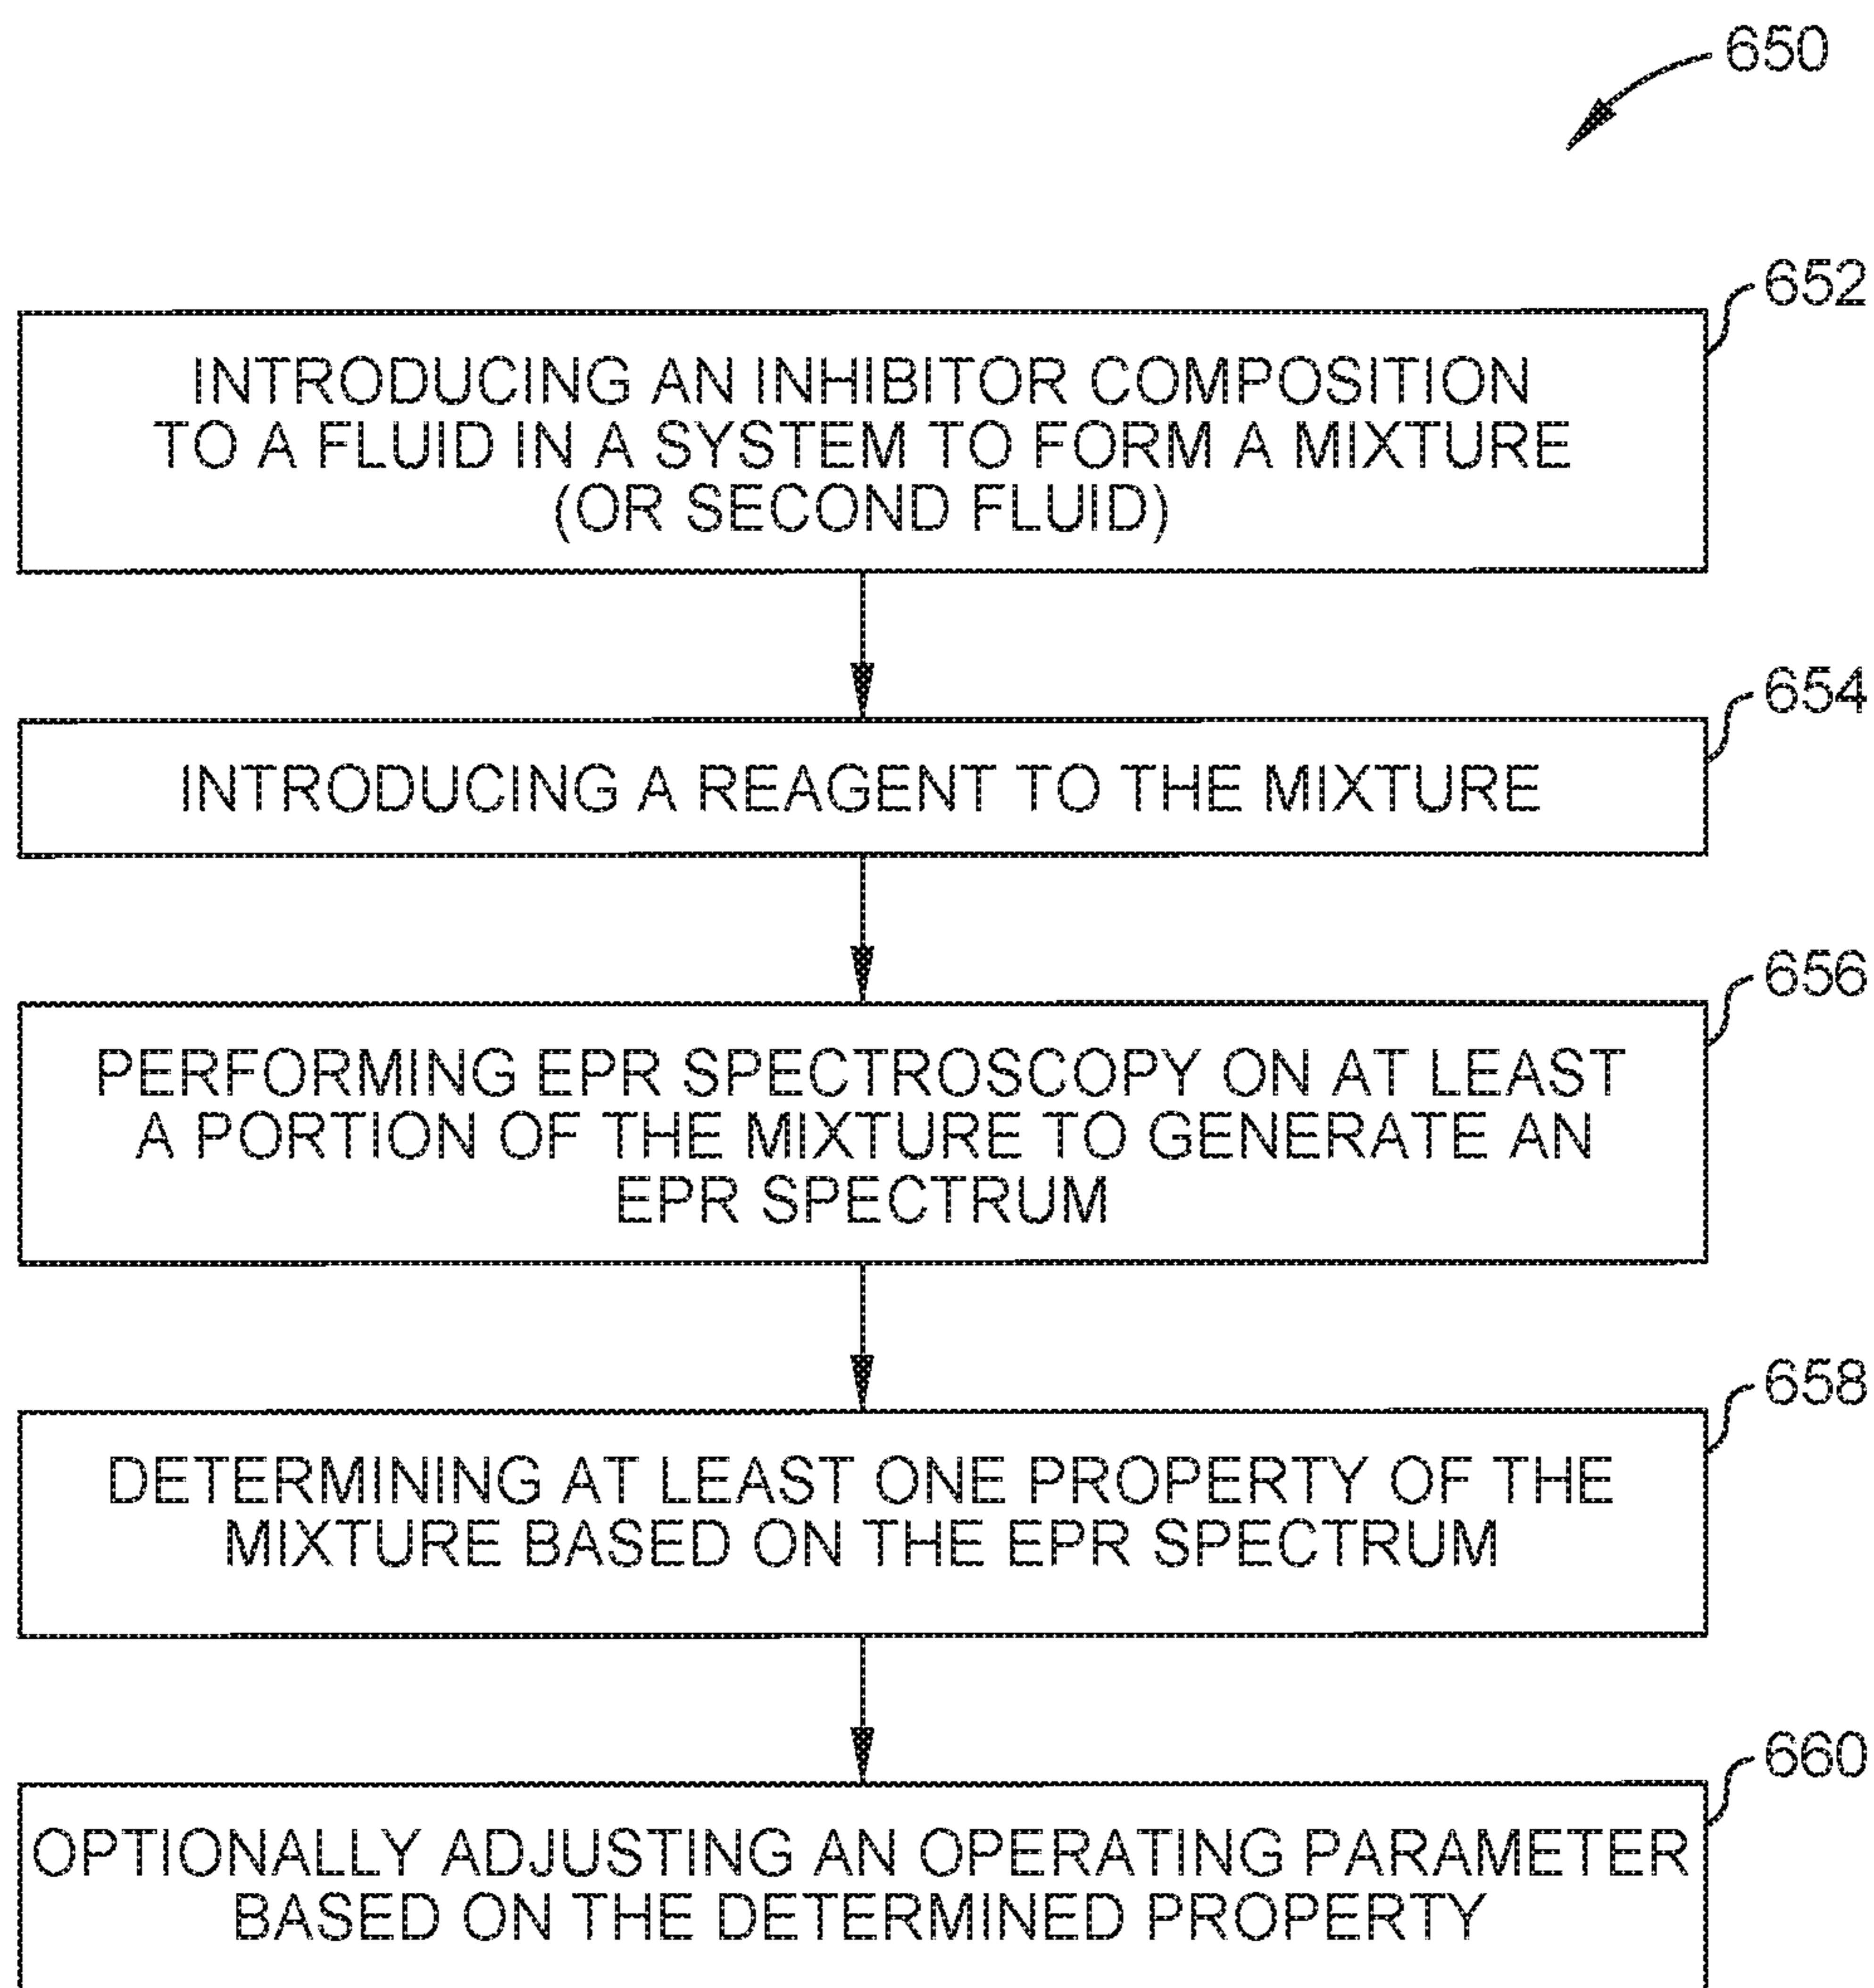 650
652
INTRODUCING AN INHIBITOR COMPOSITION
TO A FLUID IN A SYSTEM TO FORM A MIXTURE
(OR SECOND FLUID)
654
INTRODUCING A REAGENT TO THE MIXTURE
656
PERFORMING EPR SPECTROSCOPY ON AT LEAST
A PORTION OF THE MIXTURE TO GENERATE AN
EPR SPECTRUM
658
DETERMINING AT LEAST ONE PROPERTY OF THE
MIXTURE BASED ON THE EPR SPECTRUM
660
OPTIONALLY ADJUSTING AN OPERATING PARAMETER
BASED ON THE DETERMINED PROPERTY